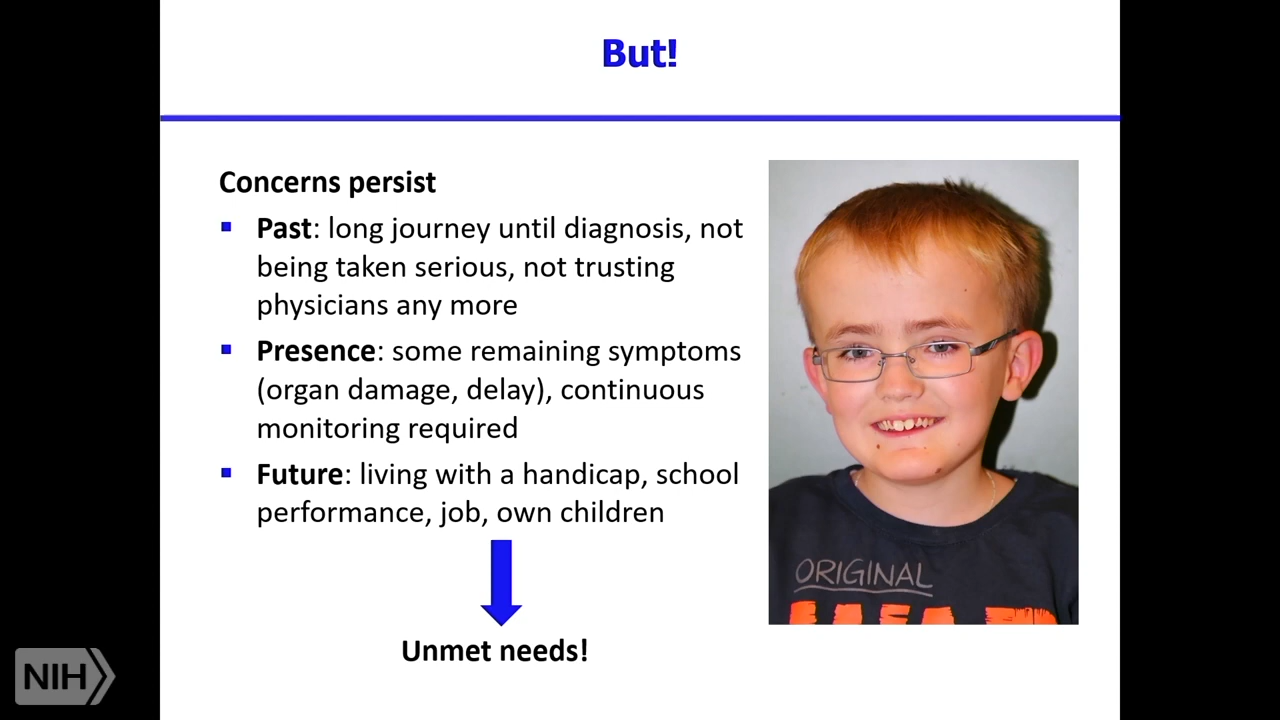 But!
Concerns persist
Past: long journey until diagnosis, not
being taken serious, not trusting
physicians any more
Presence: some remaining symptoms
(organ damage, delay), continuous
monitoring required
Future: living with a handicap, school
performance, job, own children
Unmet needs!
ORIGINAL
NIH